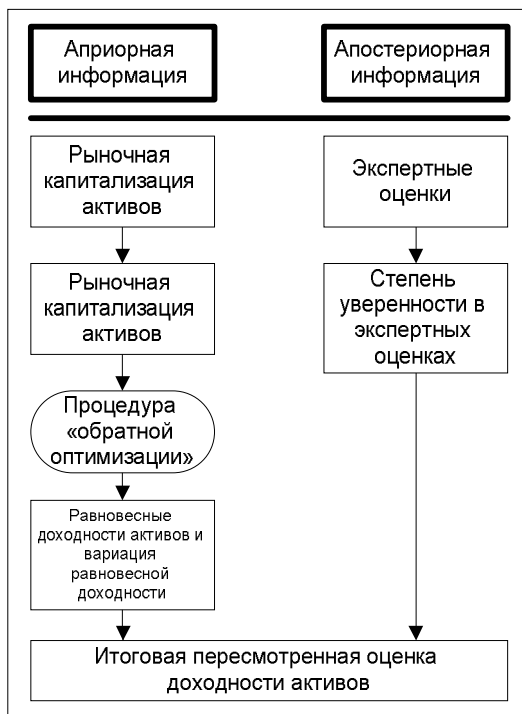 Априорная
информация
Апостериорная
информация
Рыночная
капитализация
активов
Экспертные
оценки
Рыночная
капитализация
активов
Степень
уверенности в
экспертных
оценках
Процедура
«обратной
оптимизации»
Равновесные
доходности активов и
вариация
равновесной
доходности
Итоговая пересмотренная оценка
доходности активов